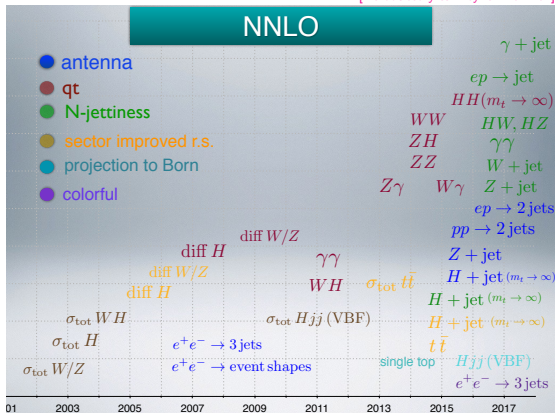 NNLO
antenna
qt
N-jettiness
sector improved r.s.
projection to Born
colorful
γ + jet
ep → jet
HH(m_t → ∞)
WW
HW, HZ
ZH
γγ
ZZ
W + jet
Zγ
Wγ
Z + jet
ep → 2 jets
pp → 2 jets
diff W/Z
diff H
Z + jet
γγ
diff W/Z
H + jet (m_t → ∞)
WH
σ_tot tt̄
diff H
H + jet (m_t → ∞)
σ_tot WH
σ_tot Hjj (VBF)
H + jet (m_t → ∞)
σ_tot H
e⁺e⁻ → 3 jets
t t̄
σ_tot W/Z
e⁺e⁻ → event shapes
single top
Hjj (VBF)
e⁺e⁻ → 3 jets
01
2003
2005
2007
2009
2011
2013
2015
2017